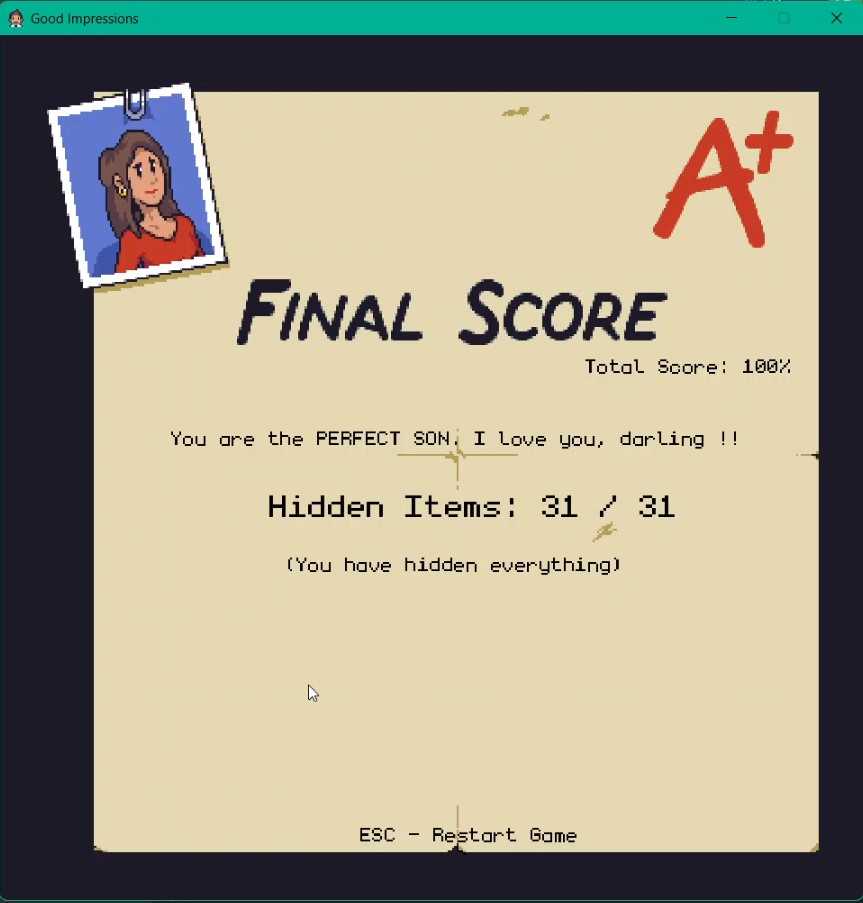 Good Impressions
A+
FINAL SCORE
Total Score: 100%
You are the PERFECT SON. I love you, darling !!
Hidden Items: 31 / 31
(You have hidden everything)
ESC - Restart Game